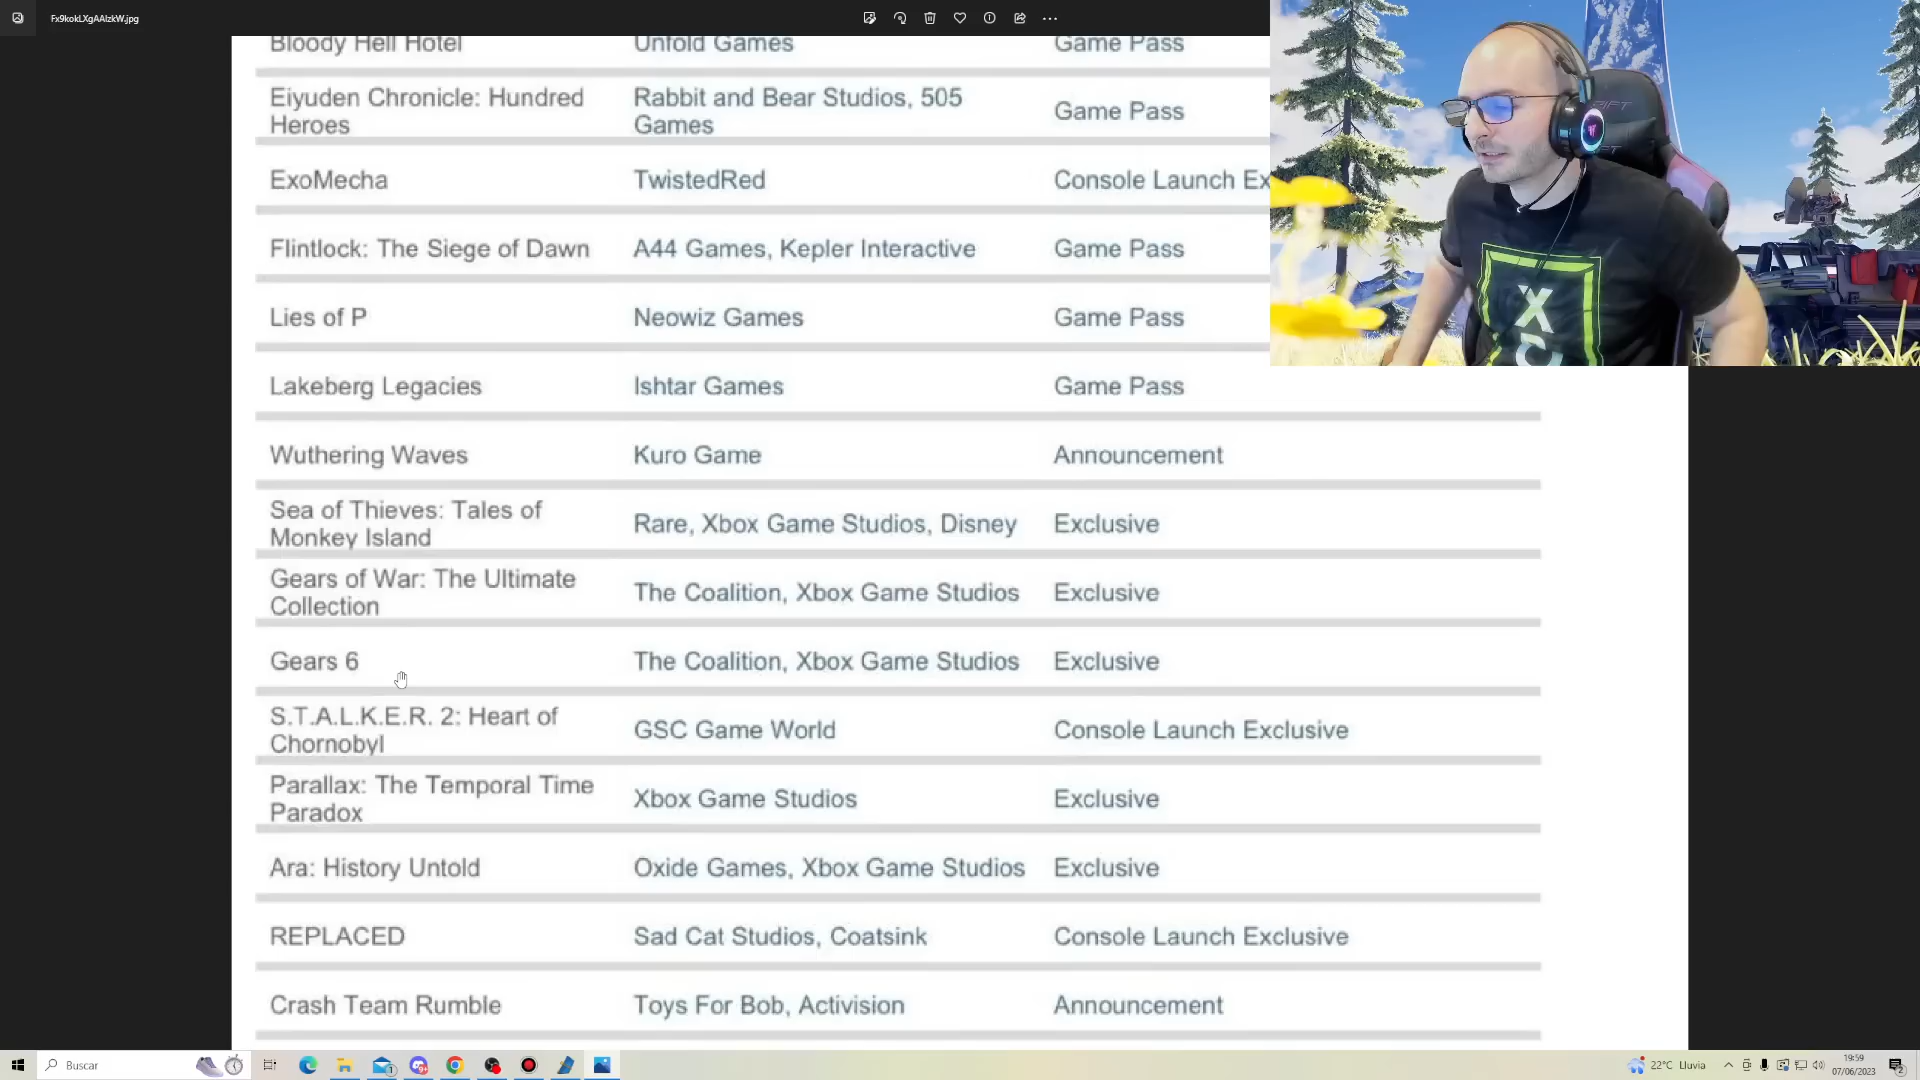 Fx9kokLXgAAlzkW.jpg
Bloody Hell Hotel Unfold Games Game Pass
Eiyuden Chronicle: Hundred Heroes Rabbit and Bear Studios, 505 Games Game Pass
ExoMecha TwistedRed Console Launch Ex
Flintlock: The Siege of Dawn A44 Games, Kepler Interactive Game Pass
Lies of P Neowiz Games Game Pass
Lakeberg Legacies Ishtar Games Game Pass
Wuthering Waves Kuro Game Announcement
Sea of Thieves: Tales of Monkey Island Rare, Xbox Game Studios, Disney Exclusive
Gears of War: The Ultimate Collection The Coalition, Xbox Game Studios Exclusive
Gears 6 The Coalition, Xbox Game Studios Exclusive
S.T.A.L.K.E.R. 2: Heart of Chornobyl GSC Game World Console Launch Exclusive
Parallax: The Temporal Time Paradox Xbox Game Studios Exclusive
Ara: History Untold Oxide Games, Xbox Game Studios Exclusive
REPLACED Sad Cat Studios, Coatsink Console Launch Exclusive
Crash Team Rumble Toys For Bob, Activision Announcement
Buscar
22°C Lluvia
19:59
07/06/2023